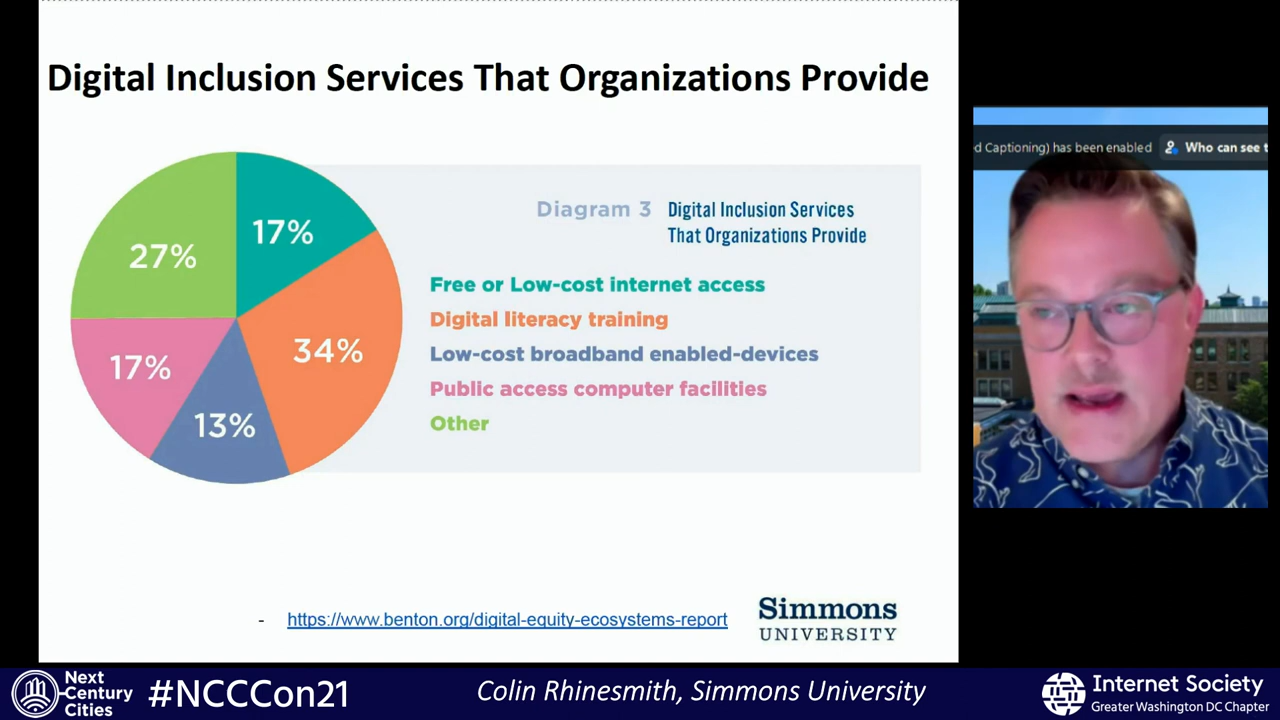 Digital Inclusion Services That Organizations Provide
Diagram 3
Digital Inclusion Services
That Organizations Provide
17%
34%
13%
17%
27%
Free or Low-cost internet access
Digital literacy training
Low-cost broadband enabled-devices
Public access computer facilities
Other
- https://www.benton.org/digital-equity-ecosystems-report
Simmons
UNIVERSITY
d Captioning) has been enabled
Who can see t
Next
Century
Cities
#NCCCon21
Colin Rhinesmith, Simmons University
Internet Society
Greater Washington DC Chapter